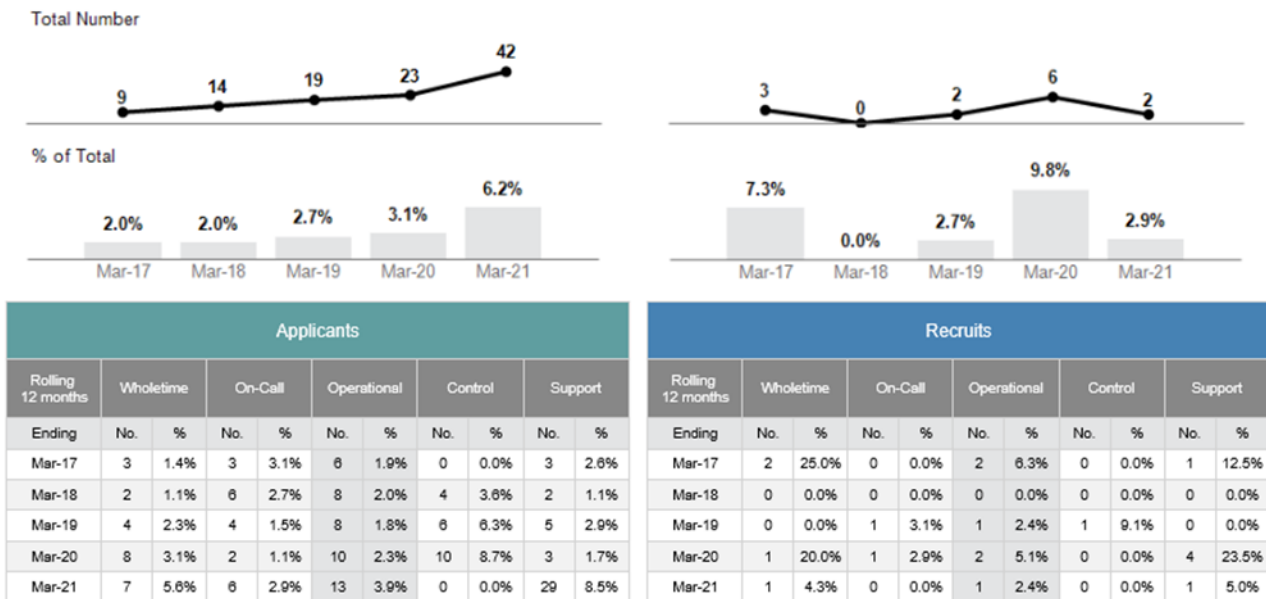 Total Number
9 14 19 23 42
3 0 2 6 2
% of Total
2.0% 2.0% 2.7% 3.1% 6.2%
7.3% 0.0% 2.7% 9.8% 2.9%
Mar-17 Mar-18 Mar-19 Mar-20 Mar-21
Mar-17 Mar-18 Mar-19 Mar-20 Mar-21
Applicants
Rolling 12 months Wholetime On-Call Operational Control Support
Ending No. % No. % No. % No. % No. %
Mar-17 3 1.4% 3 3.1% 6 1.9% 0 0.0% 3 2.6%
Mar-18 2 1.1% 6 2.7% 8 2.0% 4 3.6% 2 1.1%
Mar-19 4 2.3% 4 1.5% 8 1.8% 6 6.3% 5 2.9%
Mar-20 8 3.1% 2 1.1% 10 2.3% 10 8.7% 3 1.7%
Mar-21 7 5.6% 6 2.9% 13 3.9% 0 0.0% 29 8.5%
Recruits
Rolling 12 months Wholetime On-Call Operational Control Support
Ending No. % No. % No. % No. % No. %
Mar-17 2 25.0% 0 0.0% 2 6.3% 0 0.0% 1 12.5%
Mar-18 0 0.0% 0 0.0% 0 0.0% 0 0.0% 0 0.0%
Mar-19 0 0.0% 1 3.1% 1 2.4% 1 9.1% 0 0.0%
Mar-20 1 20.0% 1 2.9% 2 5.1% 0 0.0% 4 23.5%
Mar-21 1 4.3% 0 0.0% 1 2.4% 0 0.0% 1 5.0%